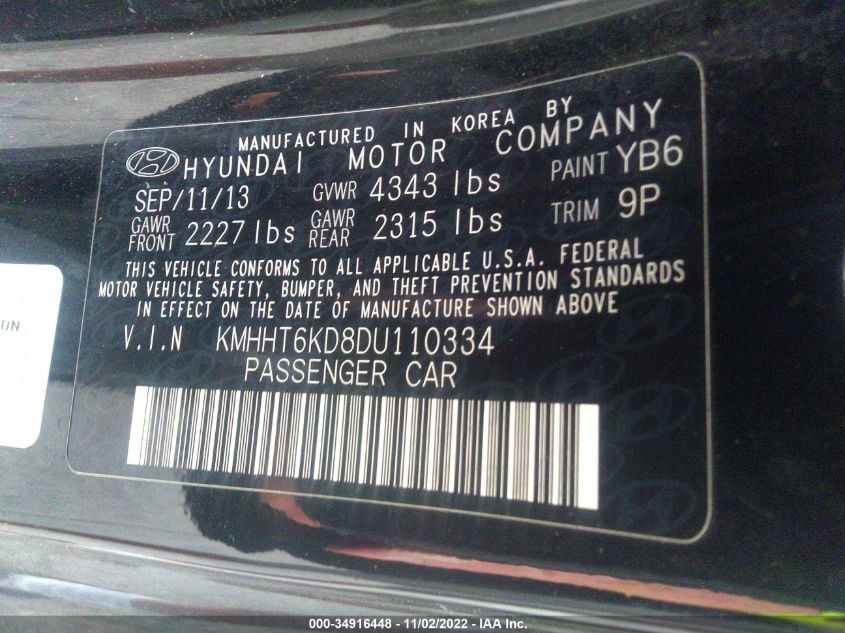 MANUFACTURED IN KOREA BY
HYUNDAI MOTOR COMPANY
SEP/11/13 GVWR 4343 lbs PAINT YB6
GAWR FRONT 2227 lbs GAWR REAR 2315 lbs TRIM 9P
THIS VEHICLE CONFORMS TO ALL APPLICABLE U.S.A. FEDERAL
MOTOR VEHICLE SAFETY, BUMPER, AND THEFT PREVENTION STANDARDS
IN EFFECT ON THE DATE OF MANUFACTURE SHOWN ABOVE
V.I.N KMHHT6KD8DU110334
PASSENGER CAR
ON
000-34916448 - 11/02/2022 - IAA Inc.